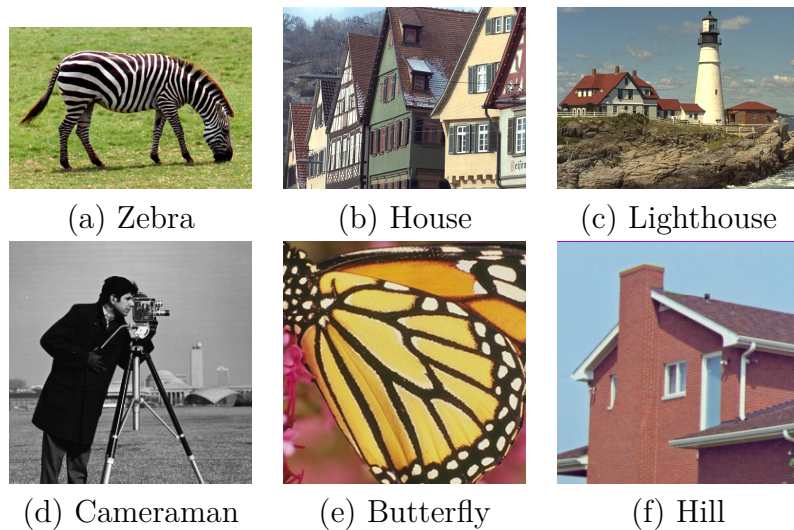 (a) Zebra
(b) House
(c) Lighthouse
(d) Cameraman
(e) Butterfly
(f) Hill